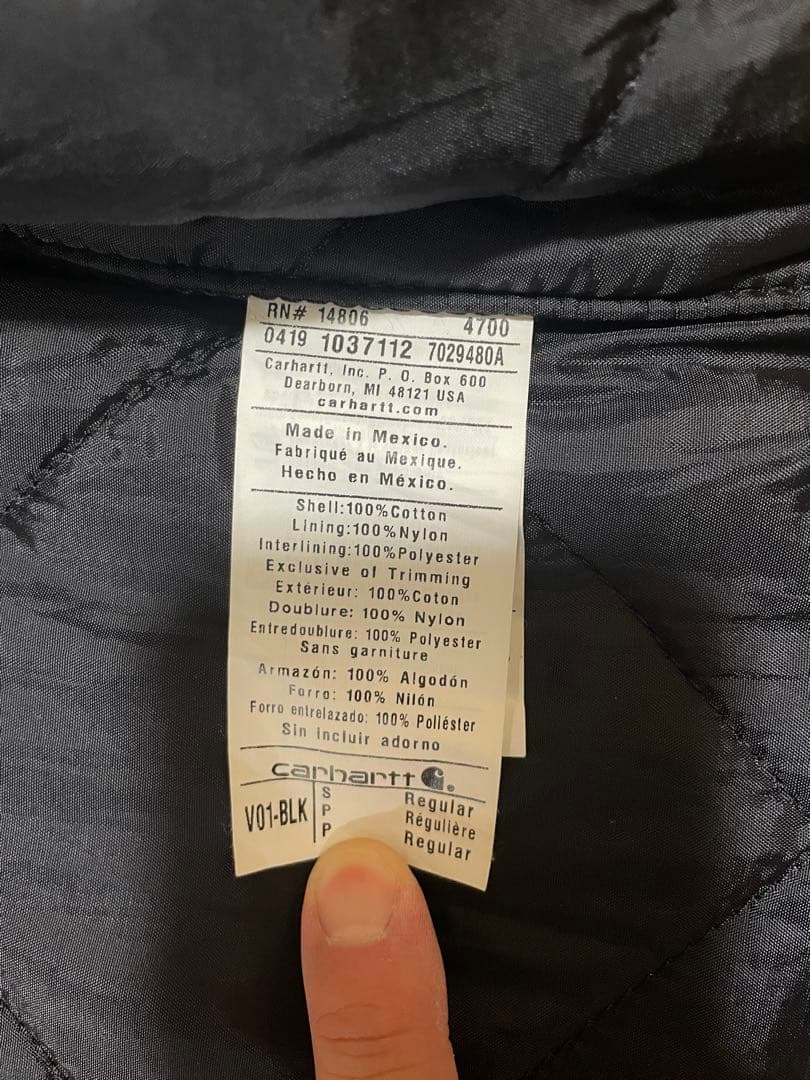 RN# 14806 4700
0419 1037112 7029480A
Carhartt, Inc. P. O. Box 600
Dearborn, MI 48121 USA
carhartt.com
Made in Mexico.
Fabriqué au Mexique.
Hecho en México.
Shell:100%Cotton
Lining:100%Nylon
Interlining:100%Polyester
Exclusive of Trimming
Extérieur: 100%Coton
Doublure: 100% Nylon
Entredoublure: 100% Polyester
Sans garniture
Armazón: 100% Algodón
Forro: 100% Nilón
Forro entrelazado: 100% Poliéster
Sin incluir adorno
carhartt
V01-BLK
S Regular
P Régulière
P Regular